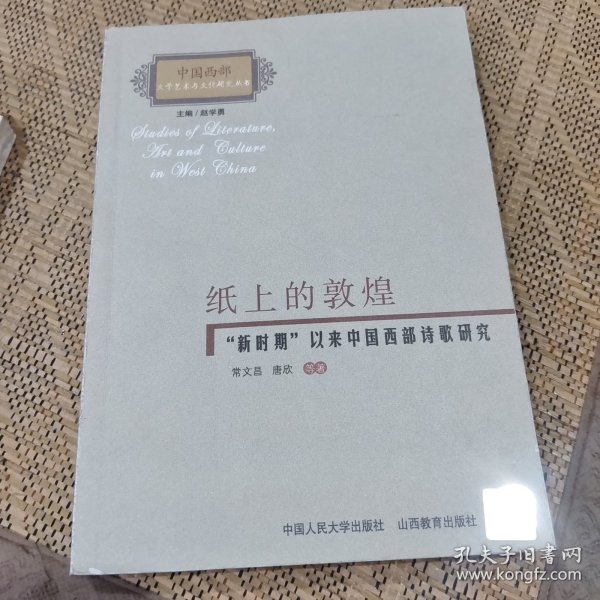 中国西部
文学艺术与文化研究丛书
主编/赵学勇
Studies of Literature,
Art and Culture
in West China
纸上的敦煌
“新时期”以来中国西部诗歌研究
常文昌 唐欣 等著
中国人民大学出版社 山西教育出版社
孔夫子旧书网
www.kongfz.com